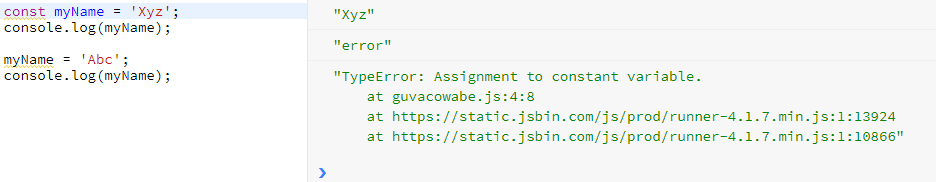 const myName = 'Xyz';
console.log(myName);
myName = 'Abc';
console.log(myName);
"Xyz"
"error"
"TypeError: Assignment to constant variable.
at guvacowabe.js:4:8
at https://static.jsbin.com/js/prod/runner-4.1.7.min.js:1:13924
at https://static.jsbin.com/js/prod/runner-4.1.7.min.js:1:10866"